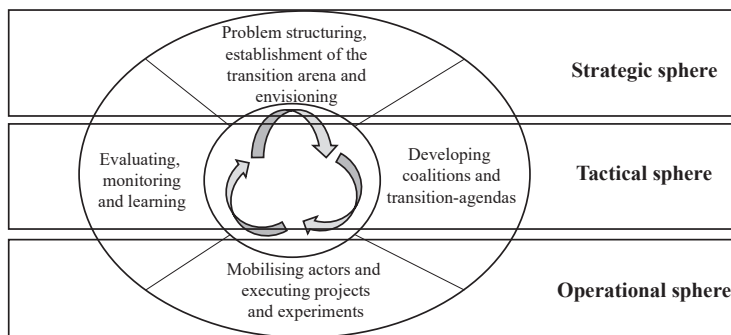 Problem structuring,
establishment of the
transition arena and
envisioning
Strategic sphere
Evaluating,
monitoring
and learning
Developing
coalitions and
transition-agendas
Tactical sphere
Mobilising actors and
executing projects
and experiments
Operational sphere